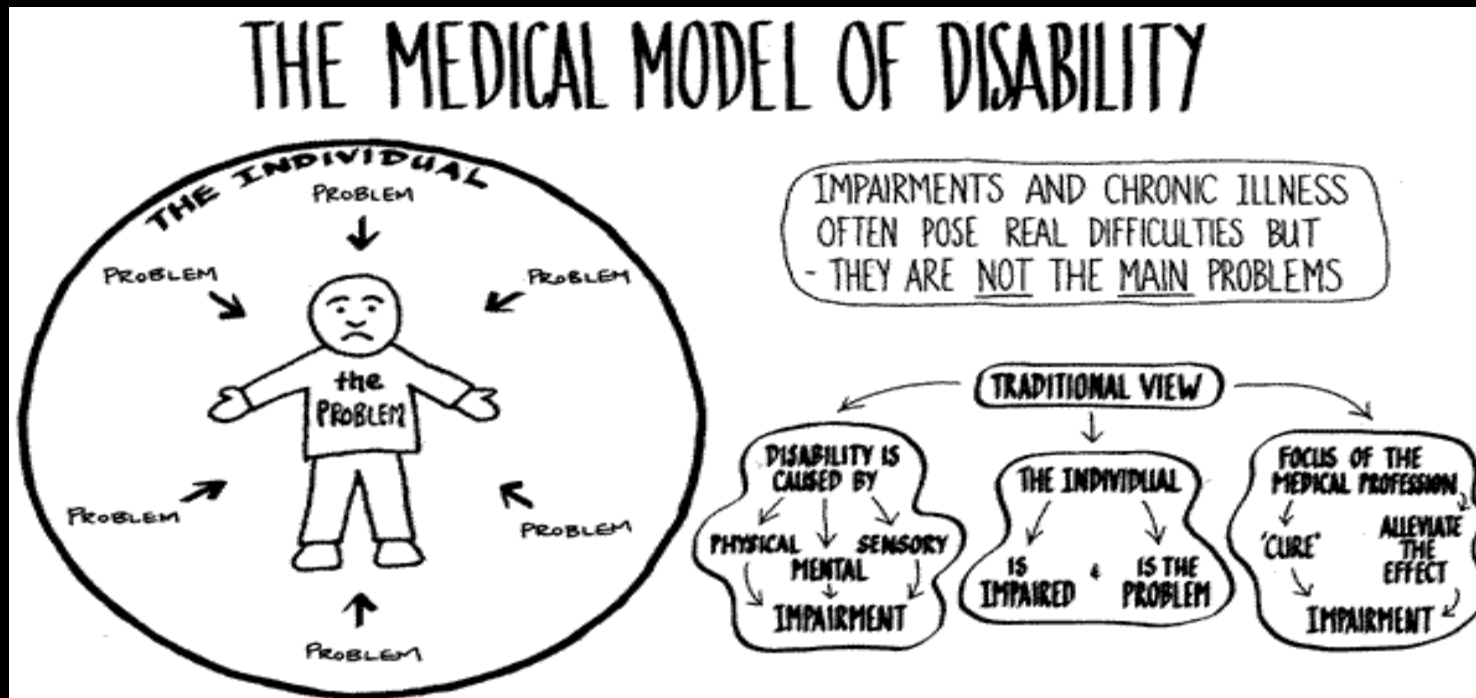 THE MEDICAL MODEL OF DISABILITY
THE INDIVIDUAL
PROBLEM
PROBLEM
PROBLEM
the
PROBLEM
PROBLEM
PROBLEM
PROBLEM
IMPAIRMENTS AND CHRONIC ILLNESS
OFTEN POSE REAL DIFFICULTIES BUT
- THEY ARE NOT THE MAIN PROBLEMS
TRADITIONAL VIEW
DISABILITY IS
CAUSED BY
PHYSICAL SENSORY
MENTAL
IMPAIRMENT
THE INDIVIDUAL
IS
IMPAIRED
&
IS THE
PROBLEM
FOCUS OF THE
MEDICAL PROFESSION
'CURE'
ALLEVIATE
THE
EFFECT
IMPAIRMENT